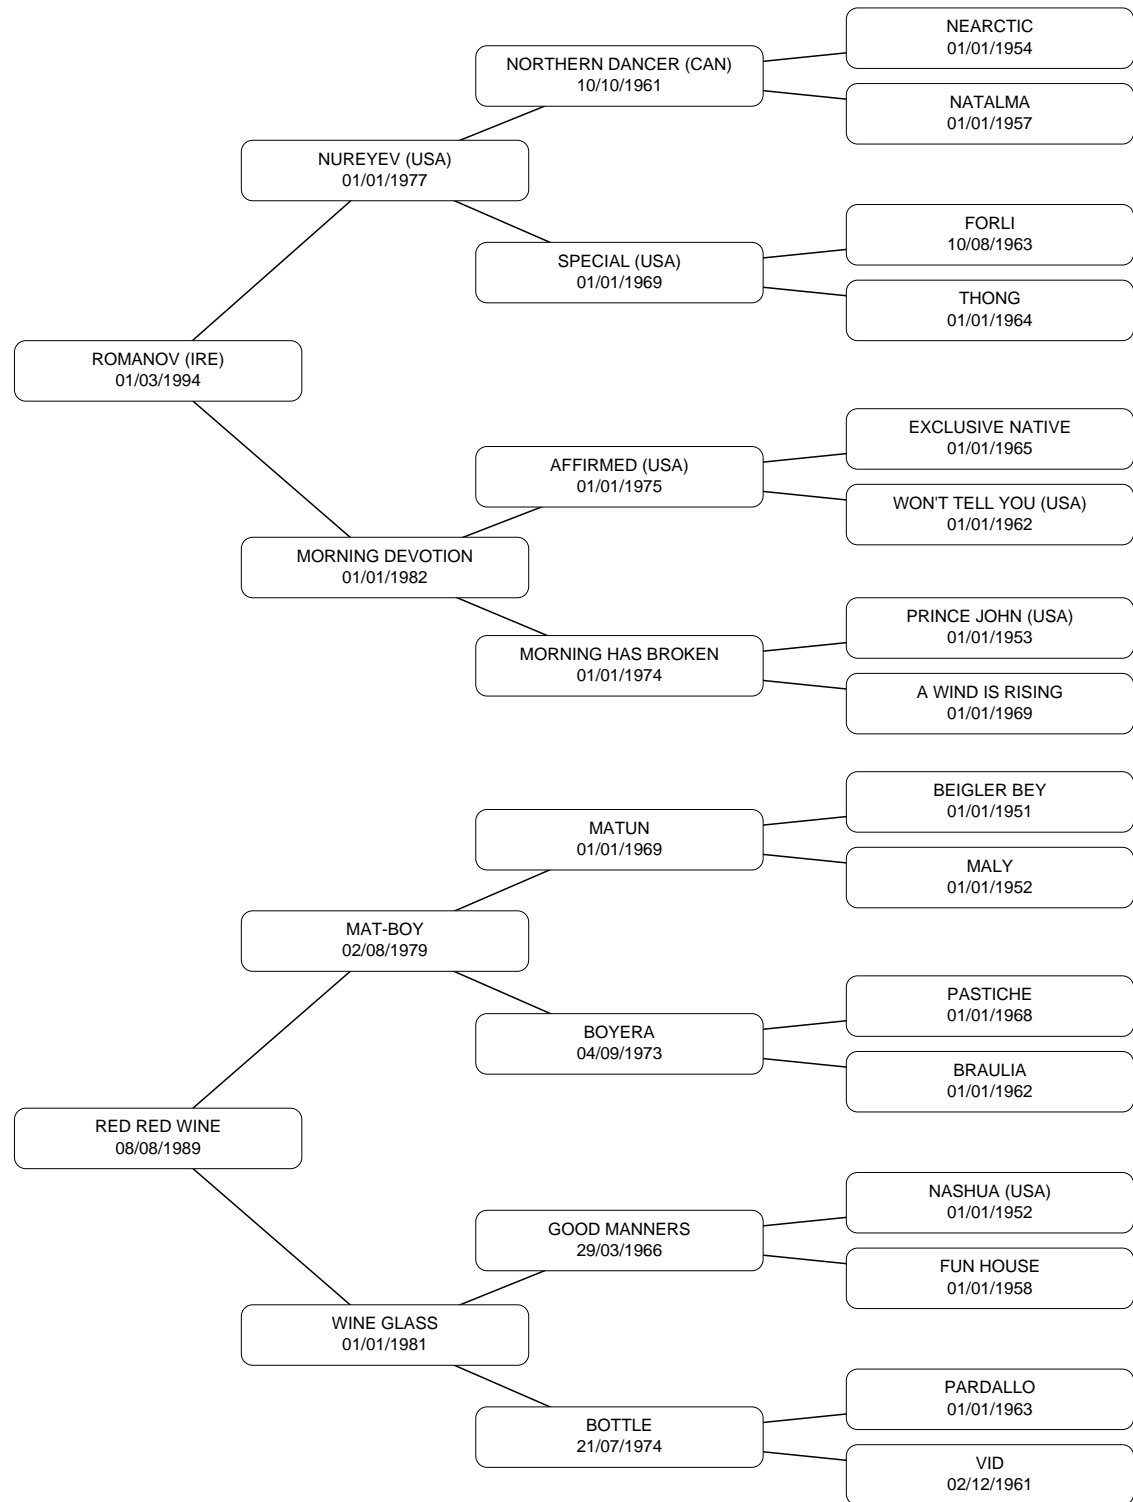 NEARCTIC
01/01/1954
NORTHERN DANCER (CAN)
10/10/1961
NATALMA
01/01/1957
NUREYEV (USA)
01/01/1977
FORLI
10/08/1963
SPECIAL (USA)
01/01/1969
THONG
01/01/1964
ROMANOV (IRE)
01/03/1994
EXCLUSIVE NATIVE
01/01/1965
AFFIRMED (USA)
01/01/1975
WON'T TELL YOU (USA)
01/01/1962
MORNING DEVOTION
01/01/1982
PRINCE JOHN (USA)
01/01/1953
MORNING HAS BROKEN
01/01/1974
A WIND IS RISING
01/01/1969
BEIGLER BEY
01/01/1951
MATUN
01/01/1969
MALY
01/01/1952
MAT-BOY
02/08/1979
PASTICHE
01/01/1968
BOYERA
04/09/1973
BRAULIA
01/01/1962
RED RED WINE
08/08/1989
NASHUA (USA)
01/01/1952
GOOD MANNERS
29/03/1966
FUN HOUSE
01/01/1958
WINE GLASS
01/01/1981
PARDALLO
01/01/1963
BOTTLE
21/07/1974
VID
02/12/1961